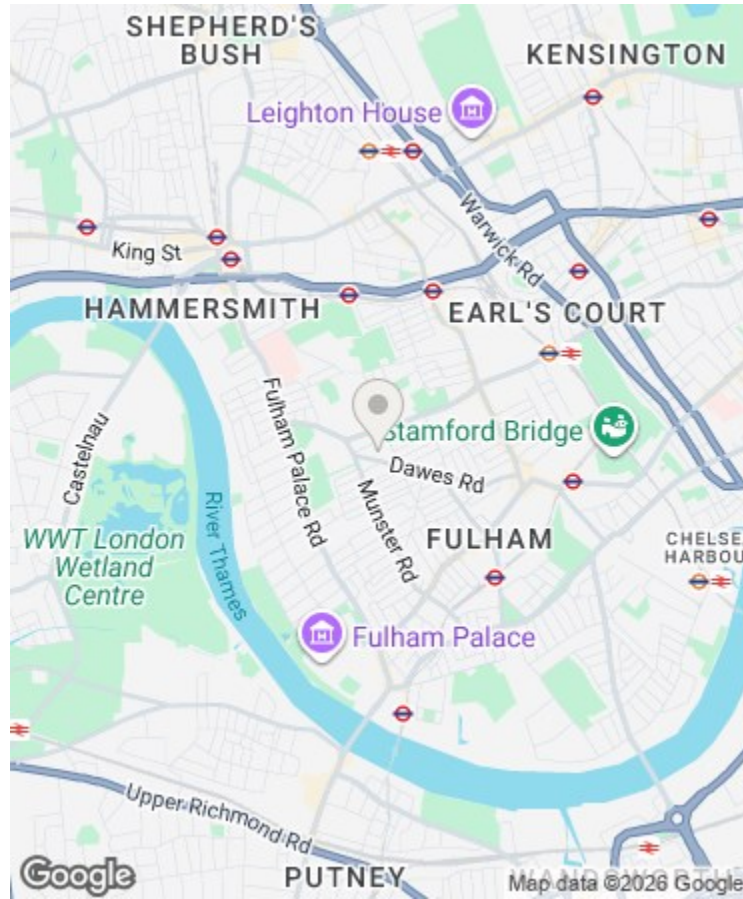 SHEPHERD'S
BUSH
KENSINGTON
Leighton House
Warwick Rd
King St
HAMMERSMITH
EARL'S COURT
Fulham Palace Rd
Castelnau
Stamford Bridge
Dawes Rd
Munster Rd
River Thames
FULHAM
WWT London
Wetland
Centre
CHELSEA
HARBOU
Fulham Palace
Upper Richmond Rd
PUTNEY
WANDSWORTH
Google
Map data ©2026 Google